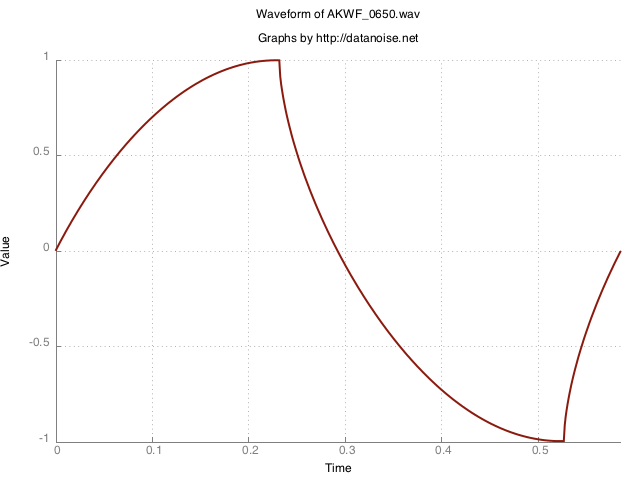 Waveform of AKWF_0650.wav
Graphs by http://datanoise.net
1
0.5
0
-0.5
-1
Value
0 0.1 0.2 0.3 0.4 0.5
Time